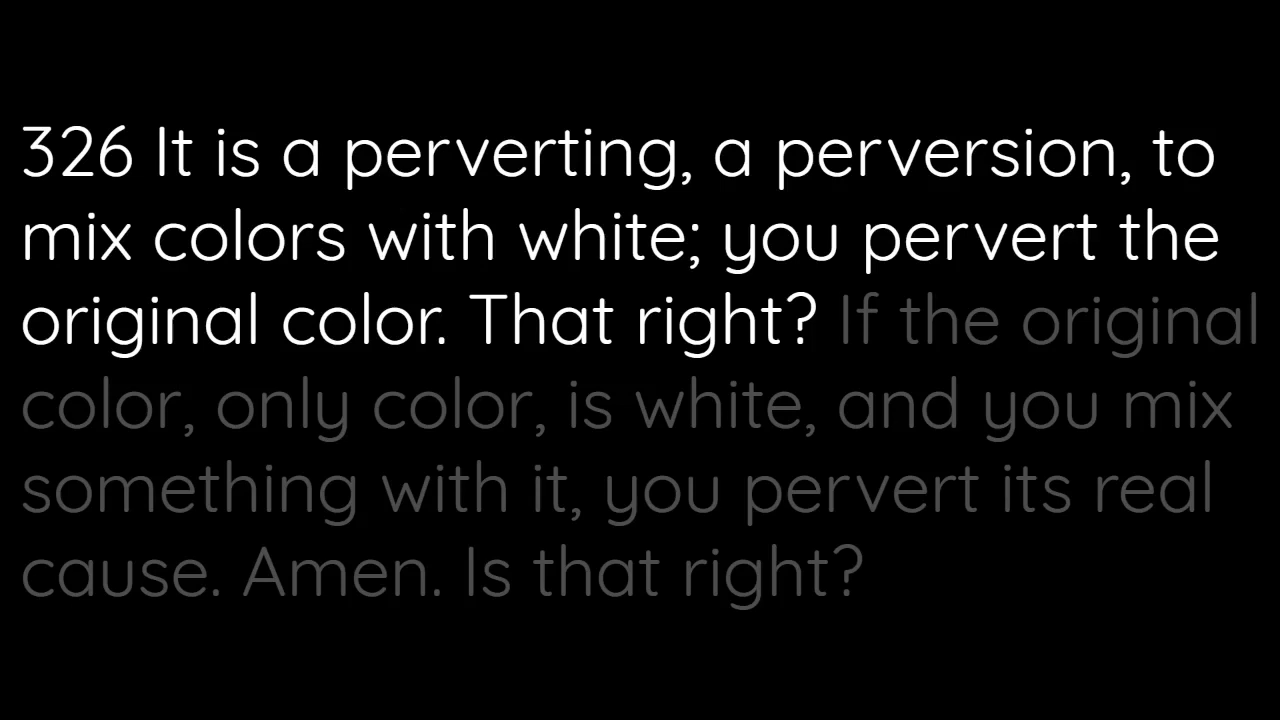 326 It is a perverting, a perversion, to
mix colors with white; you pervert the
original color. That right? If the original
color, only color, is white, and you mix
something with it, you pervert its real
cause. Amen. Is that right?